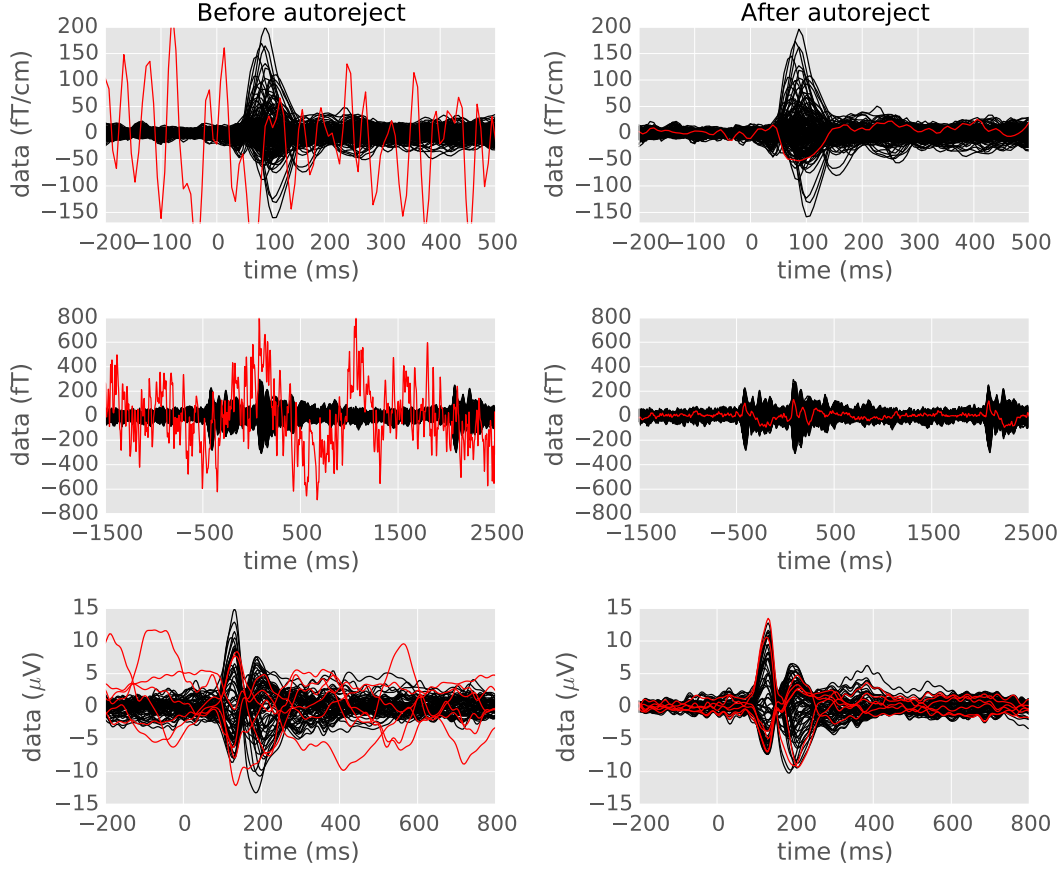 Before autoreject
After autoreject
200
150
100
50
0
−50
−100
−150
data (fT/cm)
−200 −100 0 100 200 300 400 500
time (ms)
200
150
100
50
0
−50
−100
−150
data (fT/cm)
−200 −100 0 100 200 300 400 500
time (ms)
800
600
400
200
0
−200
−400
−600
−800
data (fT)
−1500 −500 500 1500 2500
time (ms)
800
600
400
200
0
−200
−400
−600
−800
data (fT)
−1500 −500 500 1500 2500
time (ms)
15
10
5
0
−5
−10
−15
data (μV)
−200 0 200 400 600 800
time (ms)
15
10
5
0
−5
−10
−15
data (μV)
−200 0 200 400 600 800
time (ms)